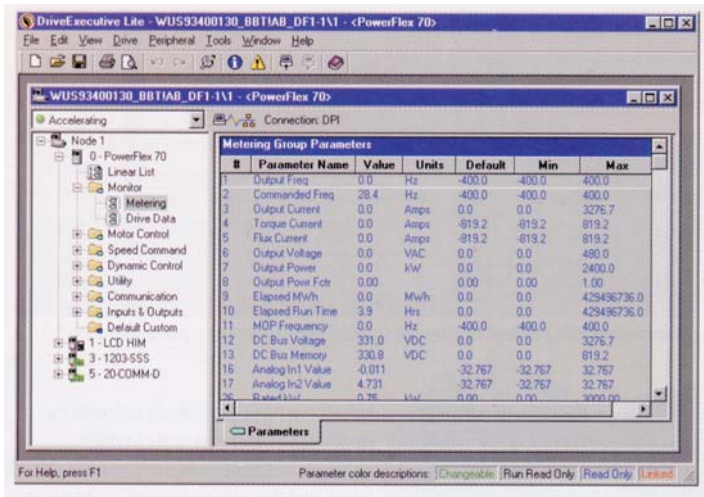 DriveExecutive Lite - WUS93400130_BBT!AB_DF1-1\1 - <PowerFlex 70>
File Edit View Drive Peripheral Tools Window Help
WUS93400130_BBT!AB_DF1-1\1 - <PowerFlex 70>
Accelerating
Connection: DPI
Node 1
0 - PowerFlex 70
Linear List
Monitor
Metering
Drive Data
Motor Control
Speed Command
Dynamic Control
Utility
Communication
Inputs & Outputs
Default Custom
1 - LCD HIM
3 - 1203-SSS
5 - 20-COMM-D
Metering Group Parameters
# Parameter Name Value Units Default Min Max
1 Output Freq 0.0 Hz -400.0 -400.0 400.0
2 Commanded Freq 28.4 Hz -400.0 -400.0 400.0
3 Output Current 0.0 Amps 0.0 0.0 3276.7
4 Torque Current 0.0 Amps -819.2 -819.2 819.2
5 Flux Current 0.0 Amps -819.2 -819.2 819.2
6 Output Voltage 0.0 VAC 0.0 0.0 480.0
7 Output Power 0.0 kW 0.0 0.0 2400.0
8 Output Powr Fctr 0.00 0.00 0.00 1.00
9 Elapsed MWh 0.0 MWh 0.0 0.0 429496736.0
10 Elapsed Run Time 3.9 Hrs 0.0 0.0 429496736.0
11 MOP Frequency 0.0 Hz -400.0 -400.0 400.0
12 DC Bus Voltage 331.0 VDC 0.0 0.0 3276.7
13 DC Bus Memory 330.8 VDC 0.0 0.0 819.2
16 Analog In1 Value -0.011 -32.767 -32.767 32.767
17 Analog In2 Value 4.731 -32.767 -32.767 32.767
26 Rated kW 0.75 kW 0.00 0.00 3000.00
Parameters
For Help, press F1
Parameter color descriptions: Changeable Run Read Only Read Only Linked